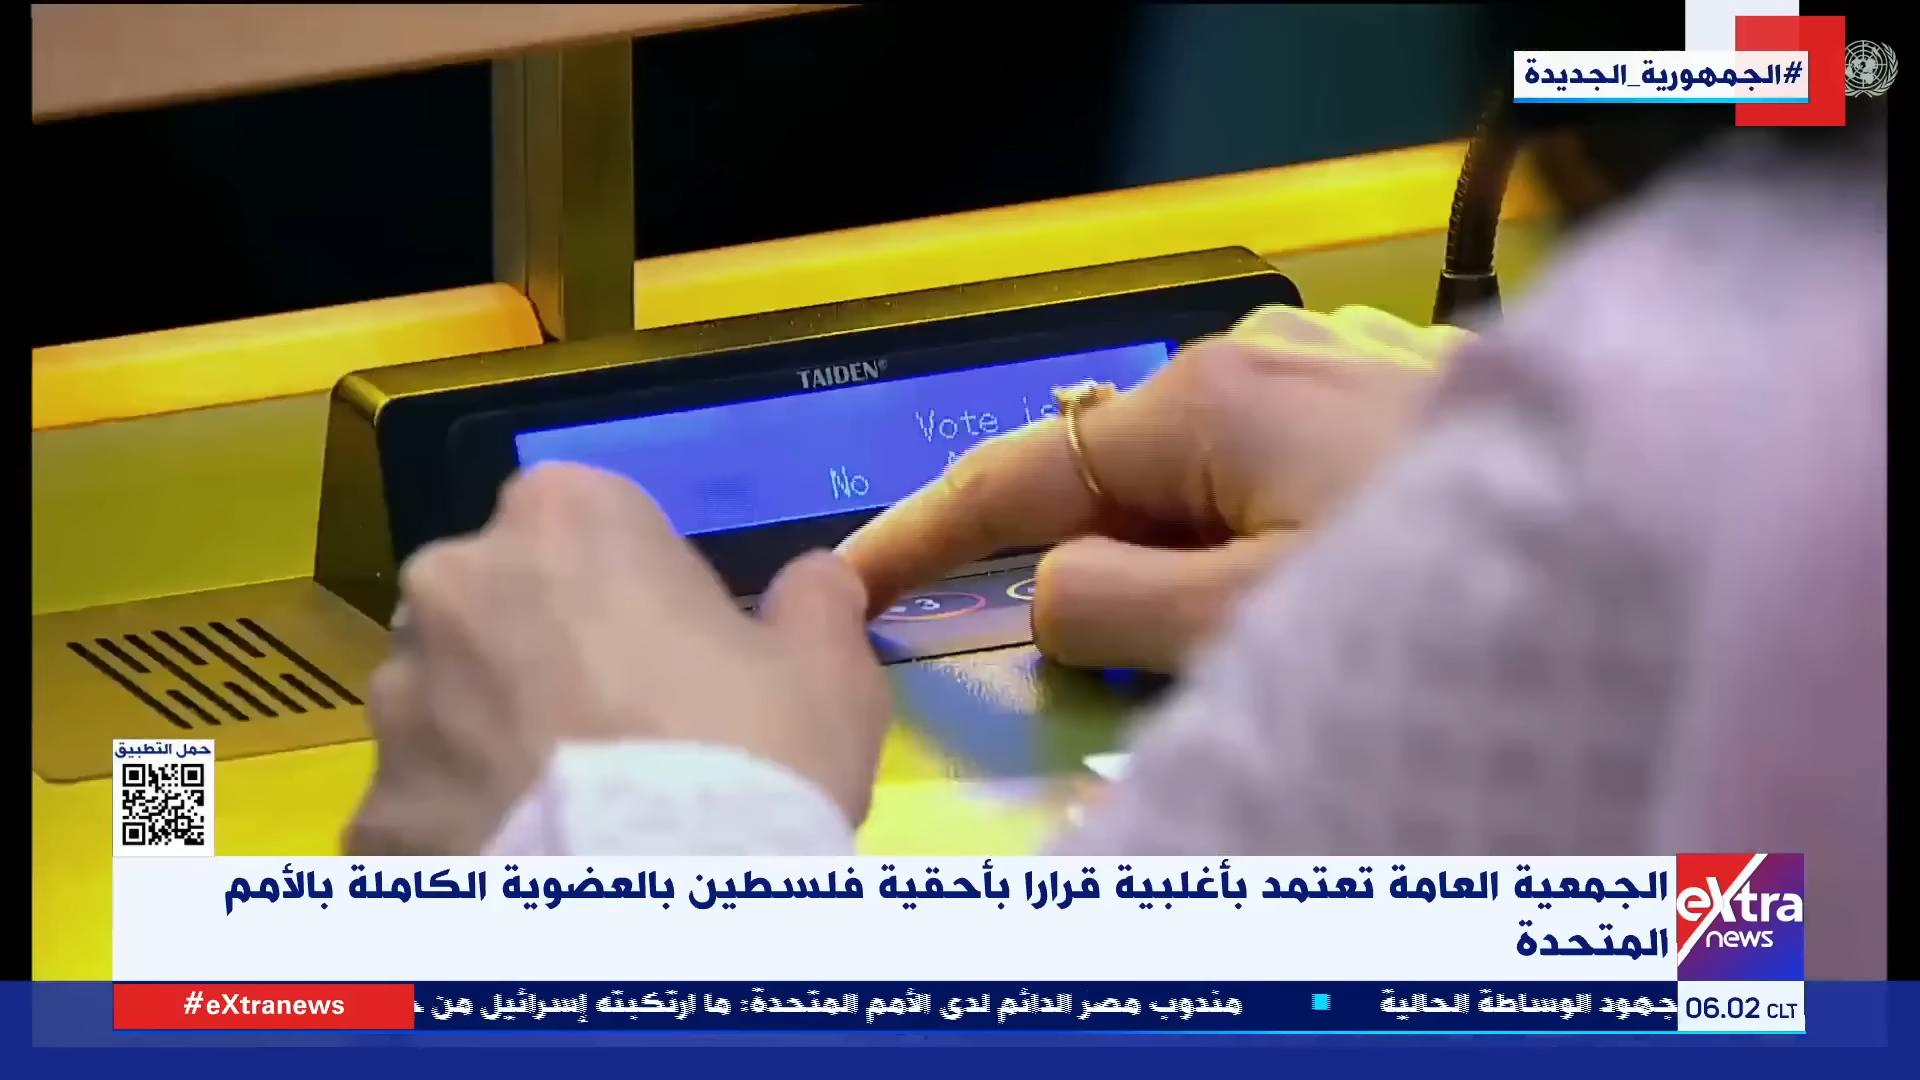 #الجمهورية_الجديدة
TAIDEN®
Vote is
No
3
حمل التطبيق
الجمعية العامة تعتمد بأغلبية قرارا بأحقية فلسطين بالعضوية الكاملة بالأمم
المتحدة
eXtra
news
جهود الوساطة الحالية ■ مندوب مصر الدائم لدى الأمم المتحدة: ما ارتكبته إسرائيل من
#eXtranews
06.02 CLT